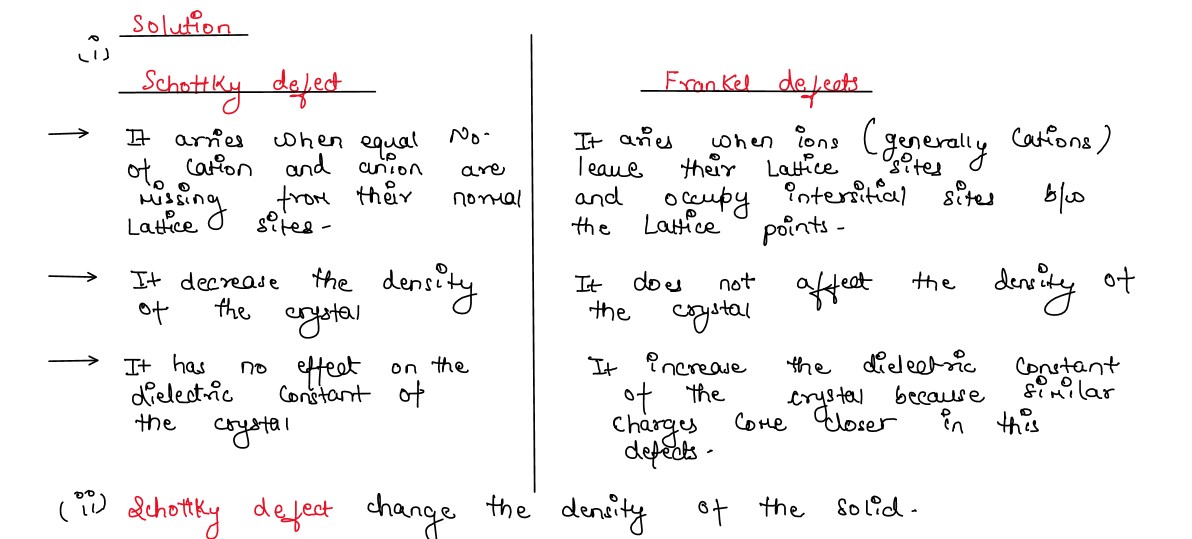 Solution
(i)
Schottky defect
→ It arries when equal No.
of cation and anion are
missing from their normal
Lattice sites.
→ It decrease the density
of the crystal
→ It has no effect on the
dielectric constant of
the crystal
Frankel defects
It aries when ions (generally cations)
leave their Lattice sites
and occupy intersitial sites b/w
the Lattice points.
It does not affect the density of
the crystal
It increase the dielectric constant
of the crystal because similar
charges come closer in this
defects.
(ii) Schottky defect change the density of the solid.